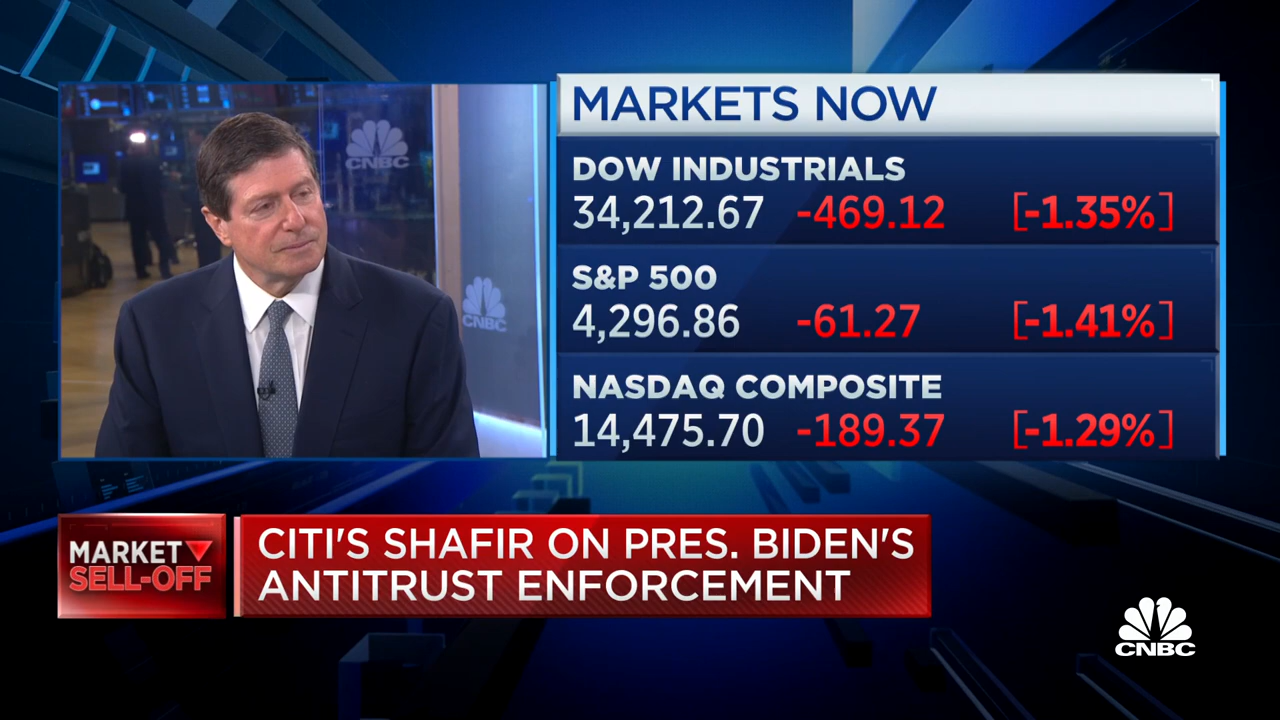 CNBC
CNBC
MARKETS NOW
DOW INDUSTRIALS
34,212.67 -469.12 [-1.35%]
S&P 500
4,296.86 -61.27 [-1.41%]
NASDAQ COMPOSITE
14,475.70 -189.37 [-1.29%]
MARKET
SELL-OFF
CITI'S SHAFIR ON PRES. BIDEN'S
ANTITRUST ENFORCEMENT
CNBC